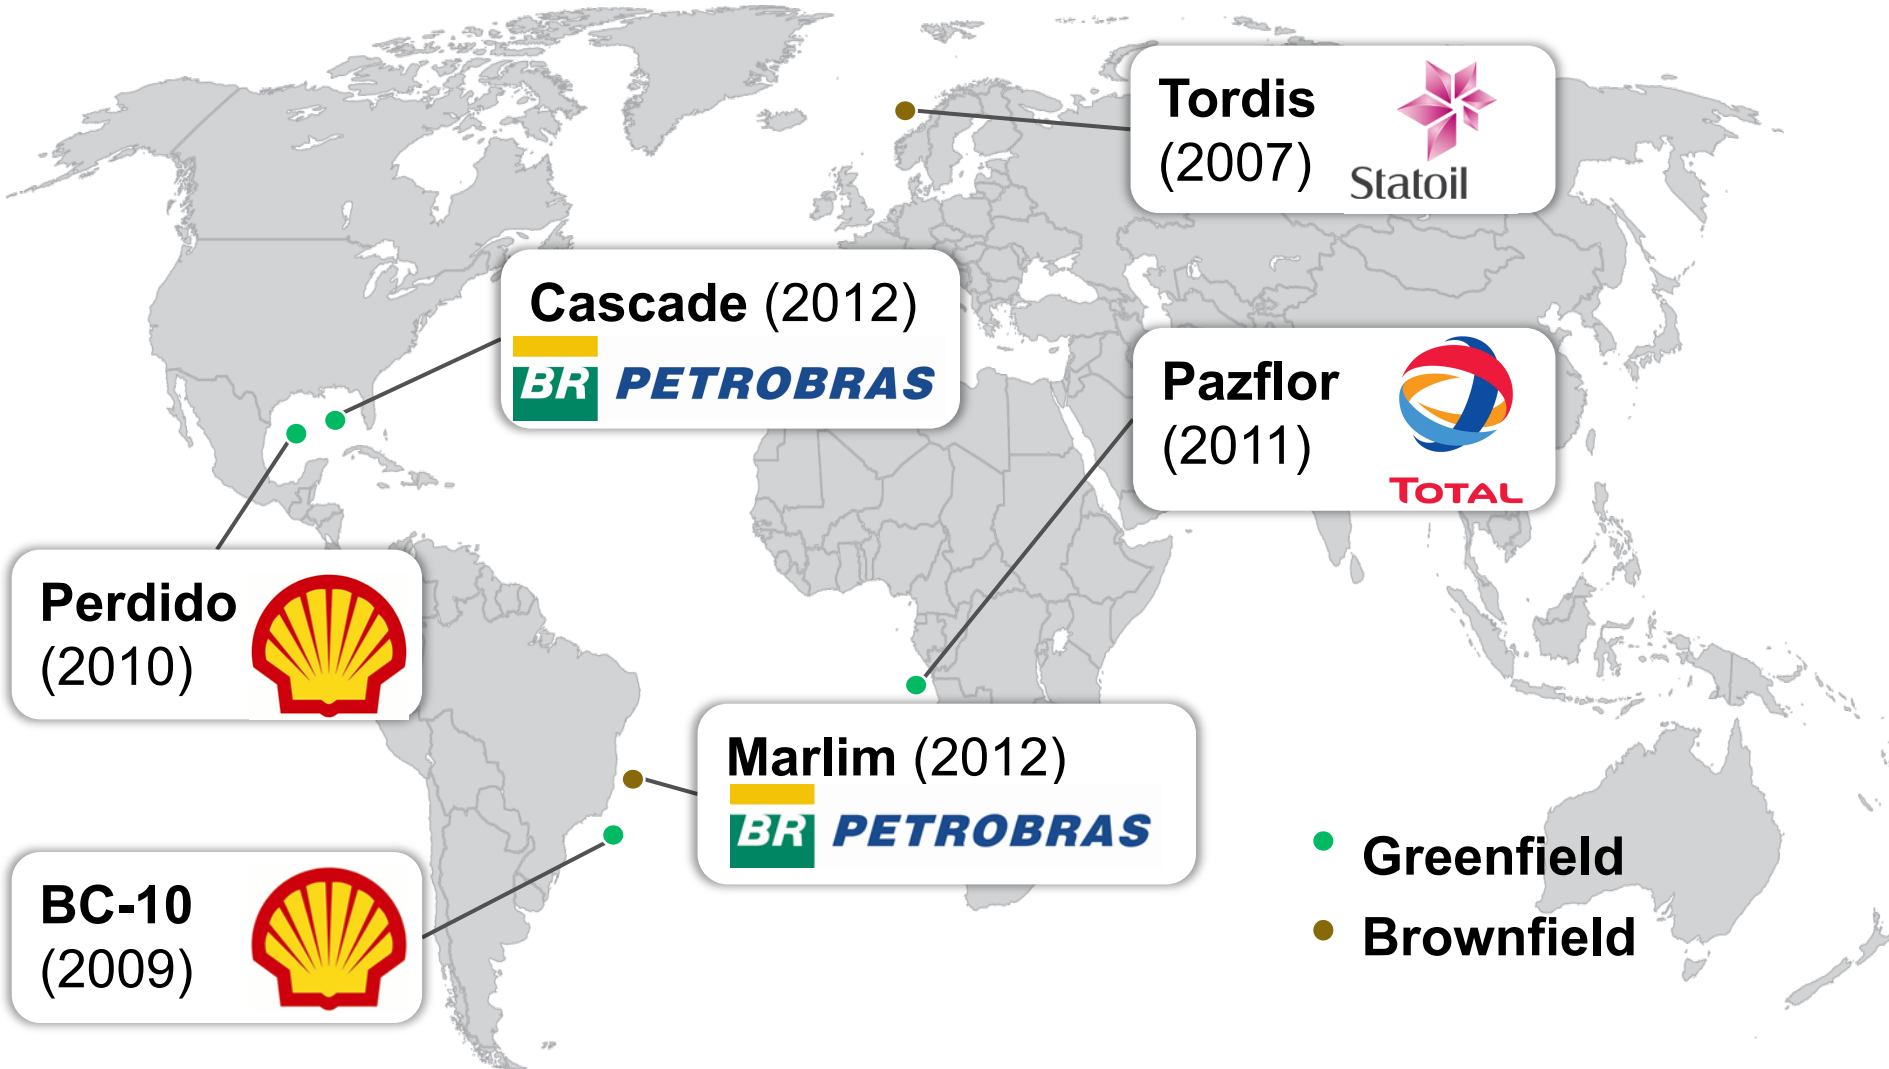 Tordis
(2007)
Statoil
Cascade (2012)
BR PETROBRAS
Pazflor
(2011)
TOTAL
Perdido
(2010)
Marlim (2012)
BR PETROBRAS
BC-10
(2009)
Greenfield
Brownfield